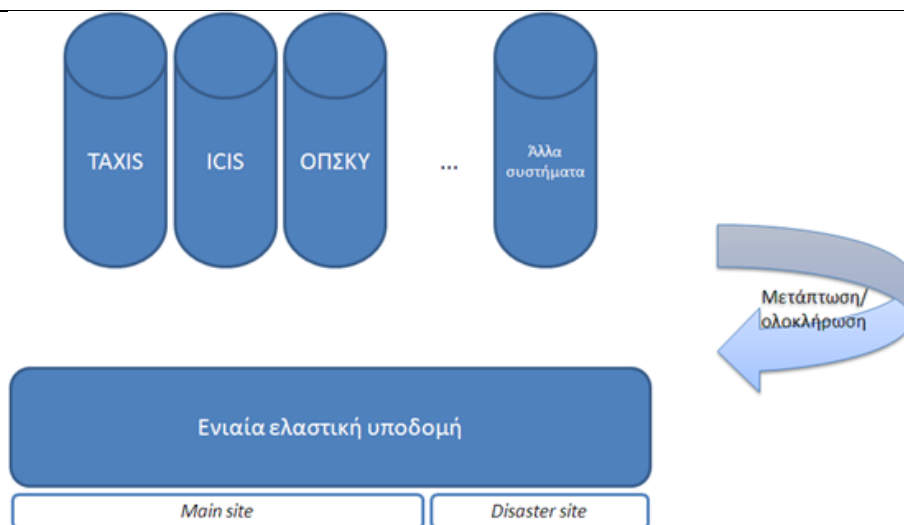 TAXIS
ICIS
ΟΠΣΚΥ
...
Άλλα
συστήματα
Μετάπτωση/
ολοκλήρωση
Ενιαία ελαστική υποδομή
Main site
Disaster site